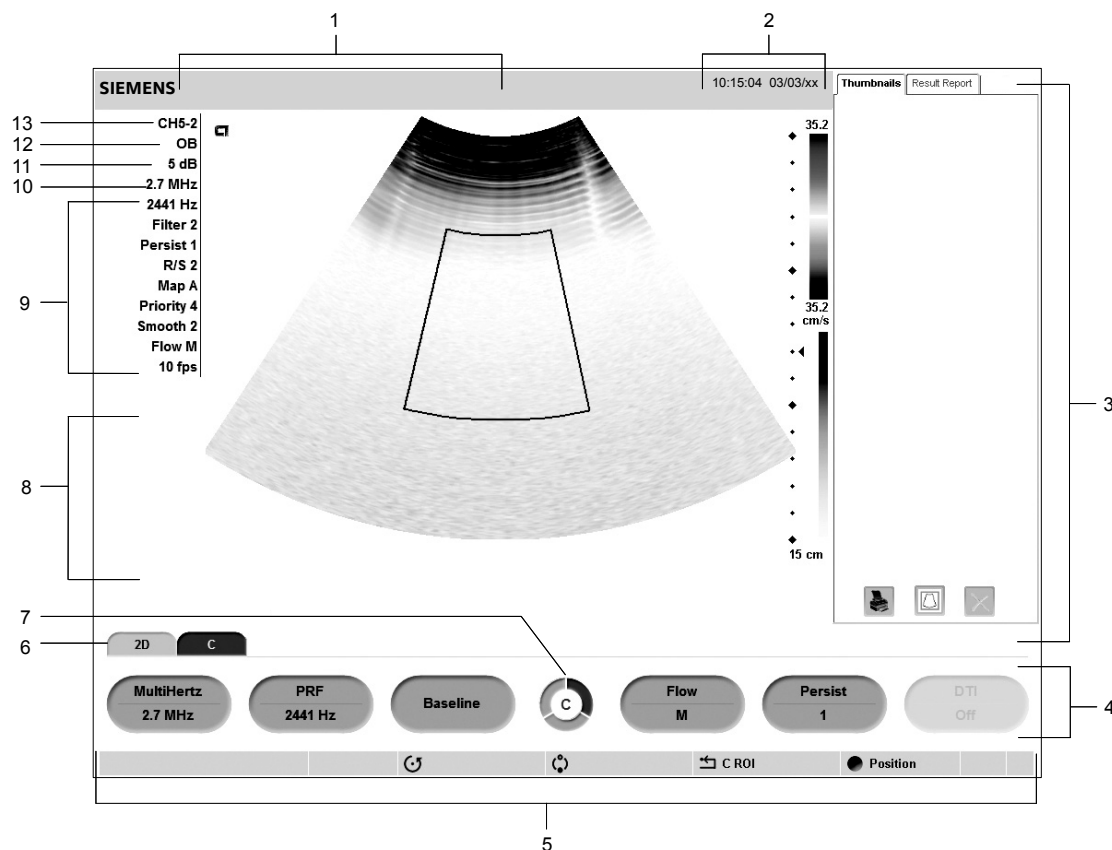 1
2
SIEMENS
10:15:04 03/03/xx
Thumbnails
Result Report
13
CH5-2
12
OB
11
5 dB
10
2.7 MHz
2441 Hz
Filter 2
Persist 1
R/S 2
Map A
Priority 4
Smooth 2
Flow M
10 fps
9
35.2
35.2
cm/s
3
8
15 cm
7
6
2D
C
MultiHertz
2.7 MHz
PRF
2441 Hz
Baseline
C
Flow
M
Persist
1
DTI
Off
4
C ROI
Position
5